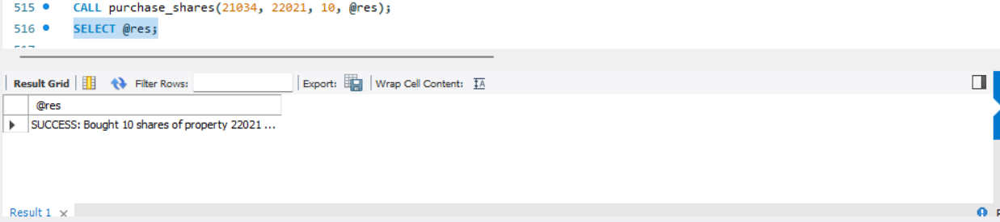 515 CALL purchase_shares(21034, 22021, 10, @res);
516 SELECT @res;
Result Grid Filter Rows: Export: Wrap Cell Content:
@res
SUCCESS: Bought 10 shares of property 22021 ...
Result 1